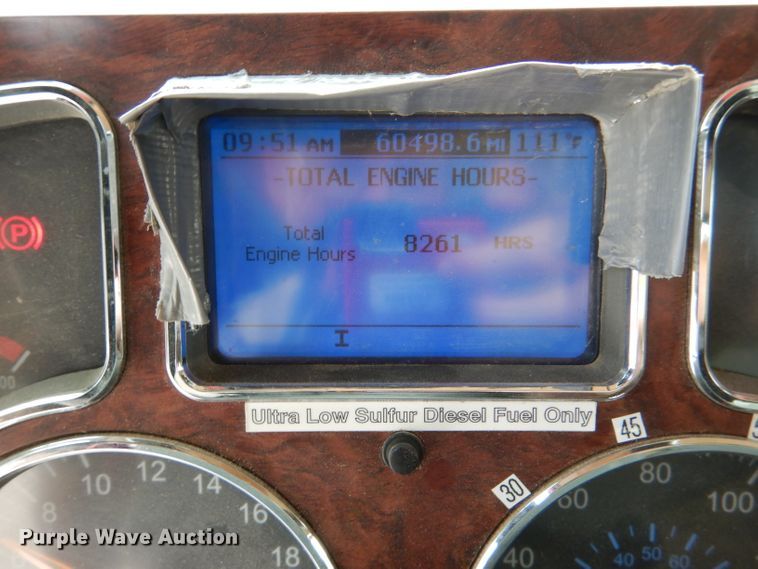 09:51 AM 60498.6 MI 111°F
-TOTAL ENGINE HOURS-
Total
Engine Hours 8261 HRS
I
(P)
00
Ultra Low Sulfur Diesel Fuel Only
45
30
8 10 12 14 16 18
40 60 80 100
40 50 60
Purple Wave Auction